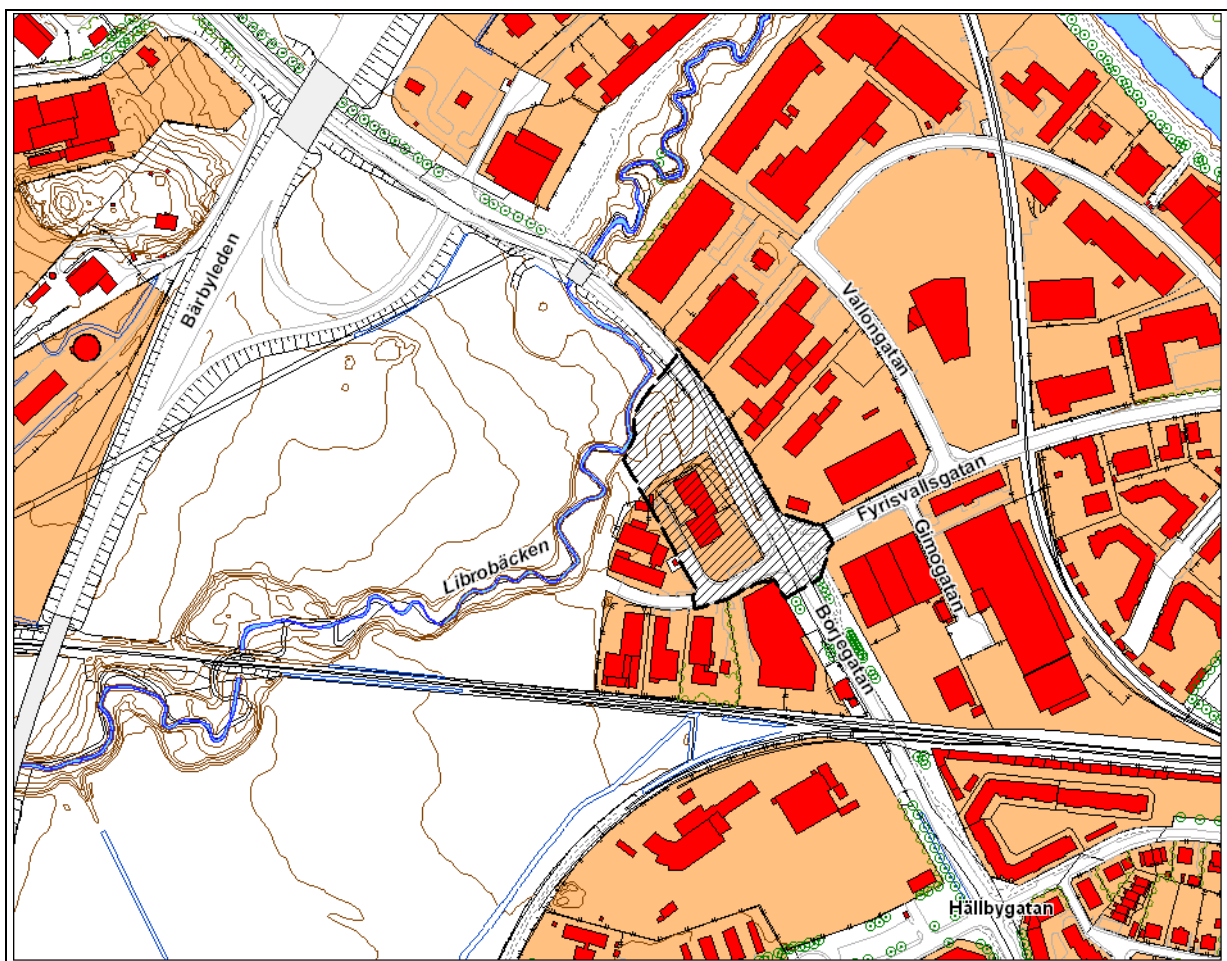 Bärbyleden
Vallongatan
Fyrisvallsgatan
Gimogatan
Librobäcken
Börjegatan
Hällbygatan